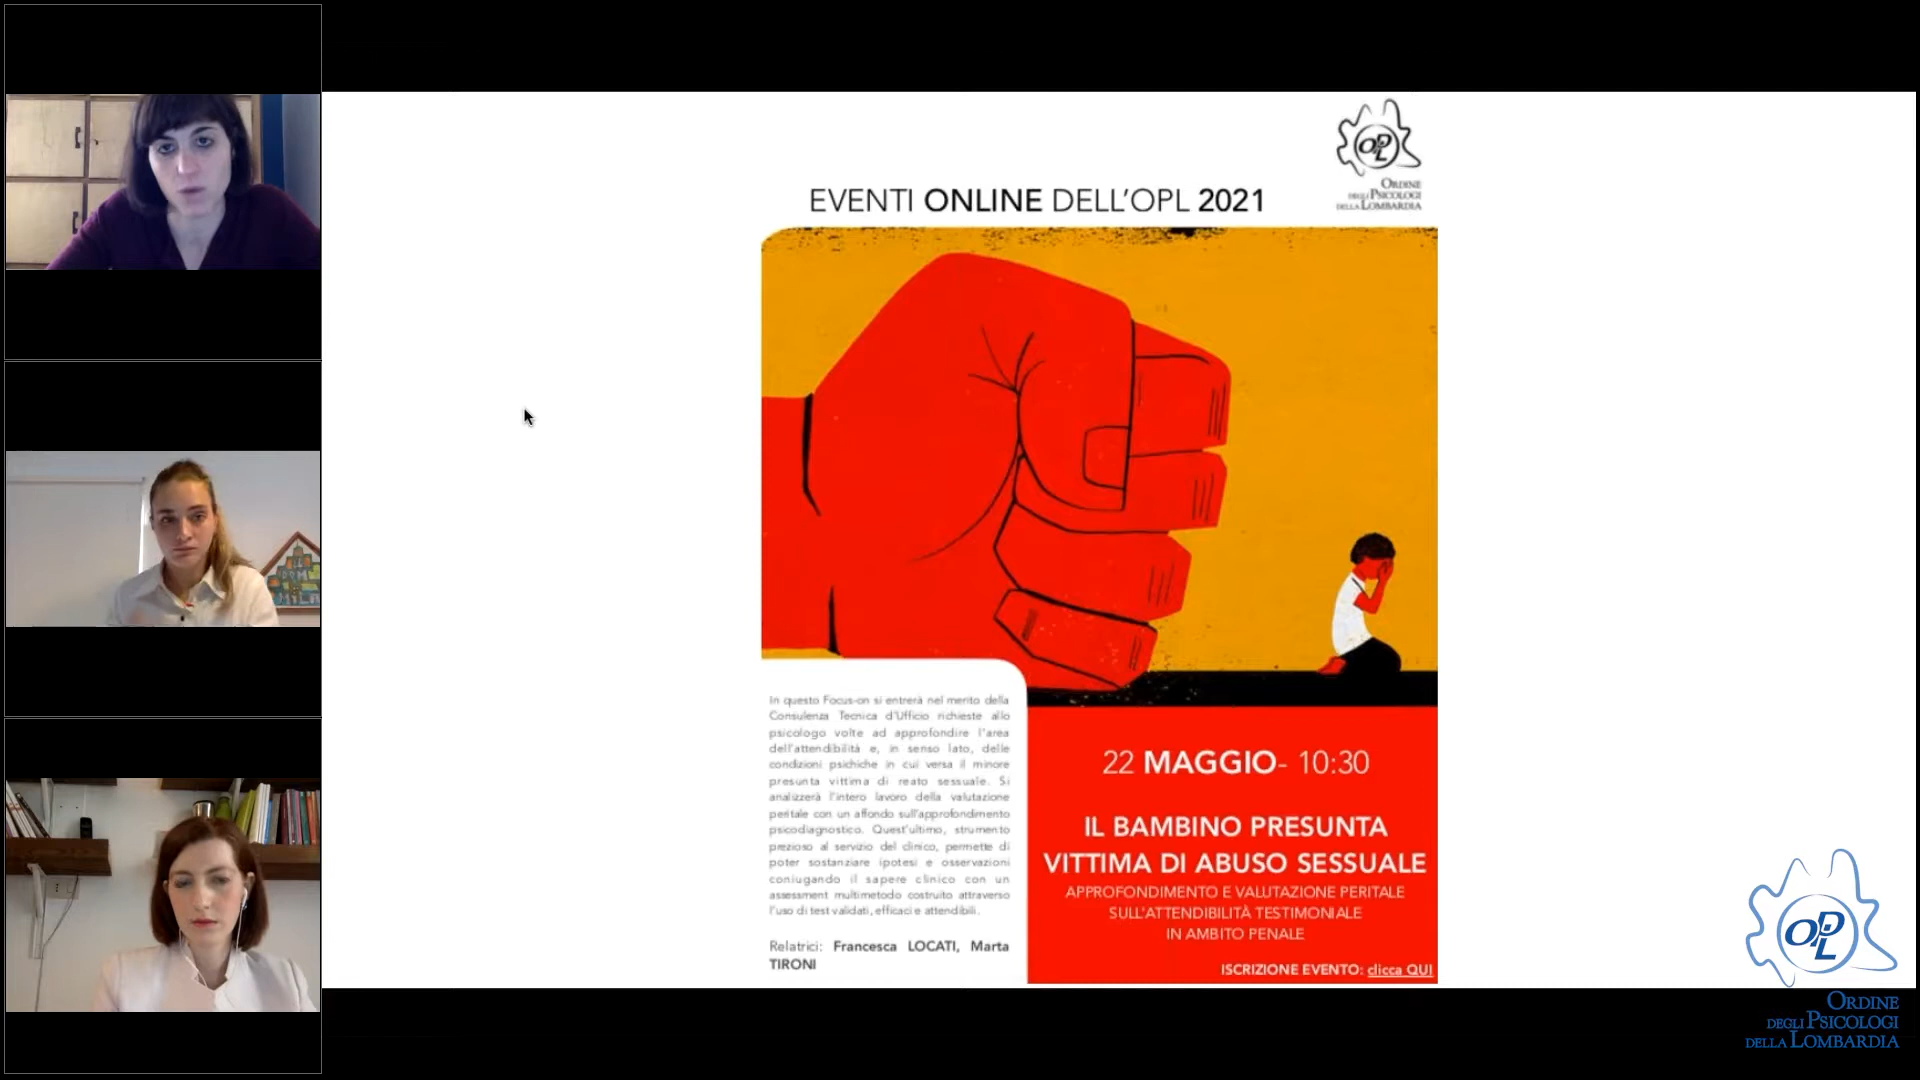 EVENTI ONLINE DELL'OPL 2021
OPL
ORDINE
DEGLI PSICOLOGI
DELLA LOMBARDIA
In questo Focus-on si entrerà nel merito della
Consulenza Tecnica d'Ufficio richieste allo
psicologo volte ad approfondire l'area
dell'attendibilità e, in senso lato, delle
condizioni psichiche in cui versa il minore
presunta vittima di reato sessuale. Si
analizzerà l'intero lavoro della valutazione
peritale con un affondo sull'approfondimento
psicodiagnostico. Quest'ultimo, strumento
prezioso al servizio del clinico, permette di
poter sostanziare ipotesi e osservazioni
coniugando il sapere clinico con un
assessment multimetodo costruito attraverso
l'uso di test validati, efficaci e attendibili.
Relatrici: Francesca LOCATI, Marta
TIRONI
22 MAGGIO- 10:30
IL BAMBINO PRESUNTA
VITTIMA DI ABUSO SESSUALE
APPROFONDIMENTO E VALUTAZIONE PERITALE
SULL'ATTENDIBILITÀ TESTIMONIALE
IN AMBITO PENALE
ISCRIZIONE EVENTO: clicca QUI
OPL
ORDINE
DEGLI PSICOLOGI
DELLA LOMBARDIA